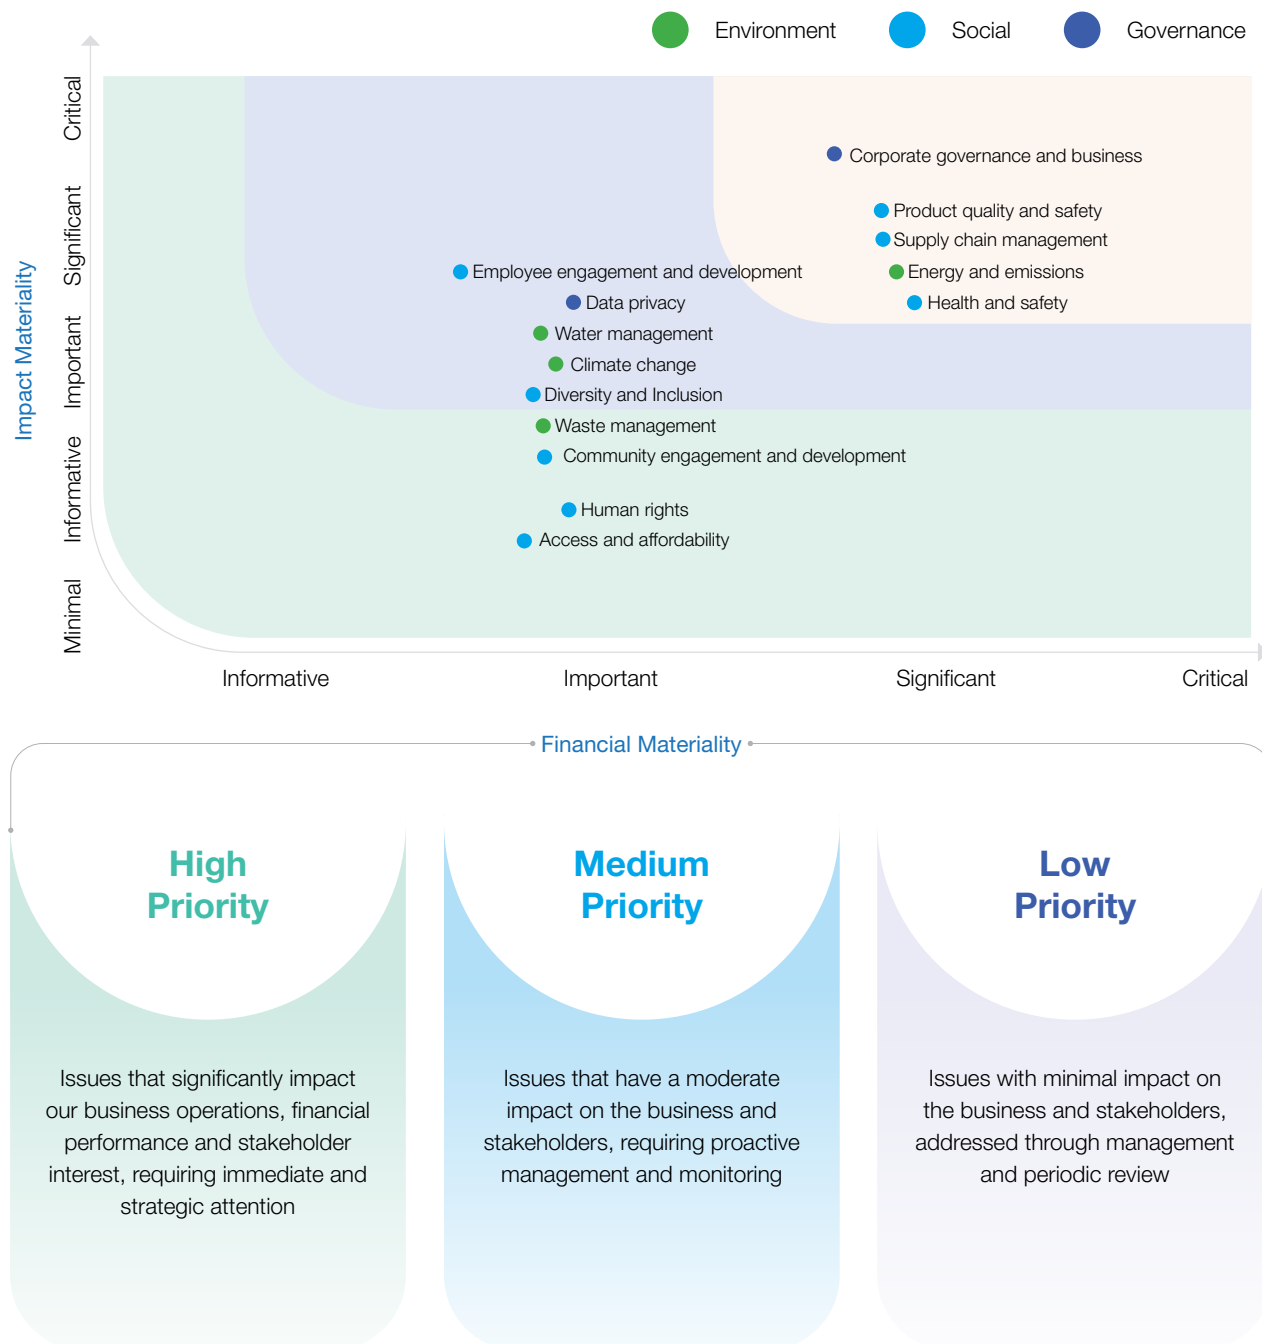 Environment
Social
Governance
Impact Materiality
Critical
Significant
Important
Informative
Minimal
Corporate governance and business
Product quality and safety
Supply chain management
Employee engagement and development
Energy and emissions
Data privacy
Health and safety
Water management
Climate change
Diversity and Inclusion
Waste management
Community engagement and development
Human rights
Access and affordability
Informative
Important
Significant
Critical
Financial Materiality
High
Priority
Issues that significantly impact
our business operations, financial
performance and stakeholder
interest, requiring immediate and
strategic attention
Medium
Priority
Issues that have a moderate
impact on the business and
stakeholders, requiring proactive
management and monitoring
Low
Priority
Issues with minimal impact on
the business and stakeholders,
addressed through management
and periodic review